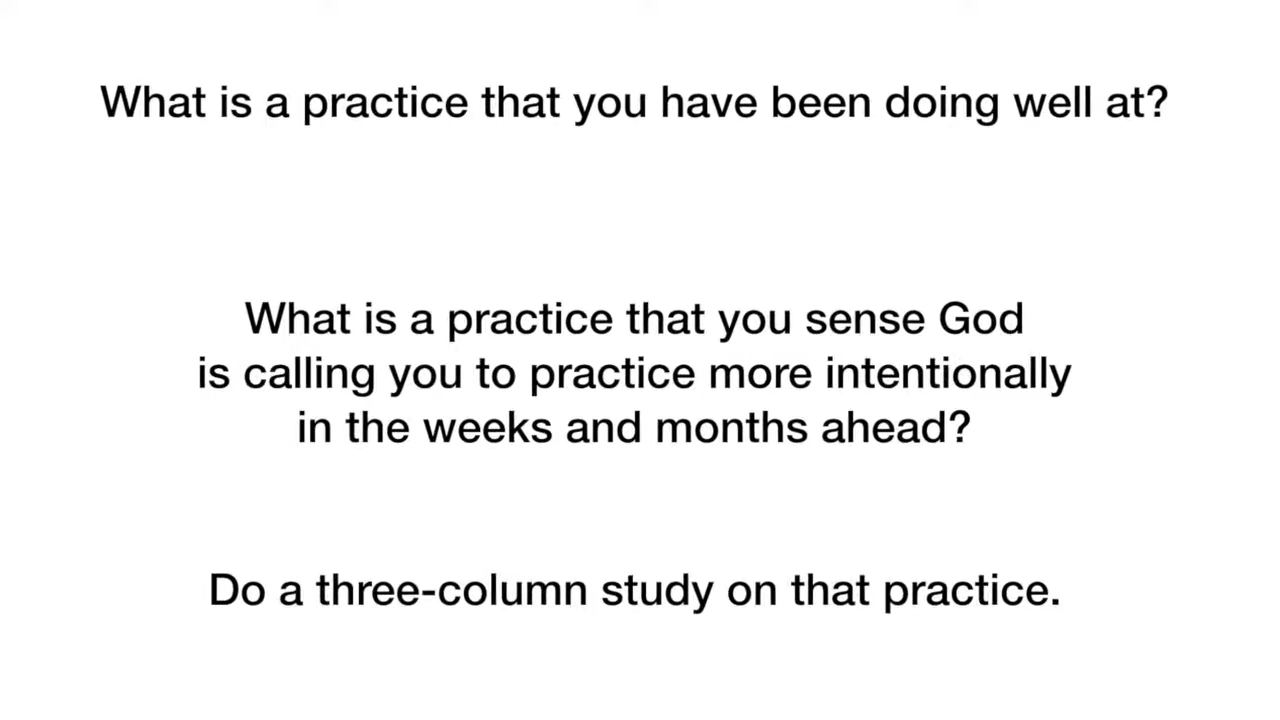 What is a practice that you have been doing well at?
What is a practice that you sense God
is calling you to practice more intentionally
in the weeks and months ahead?
Do a three-column study on that practice.